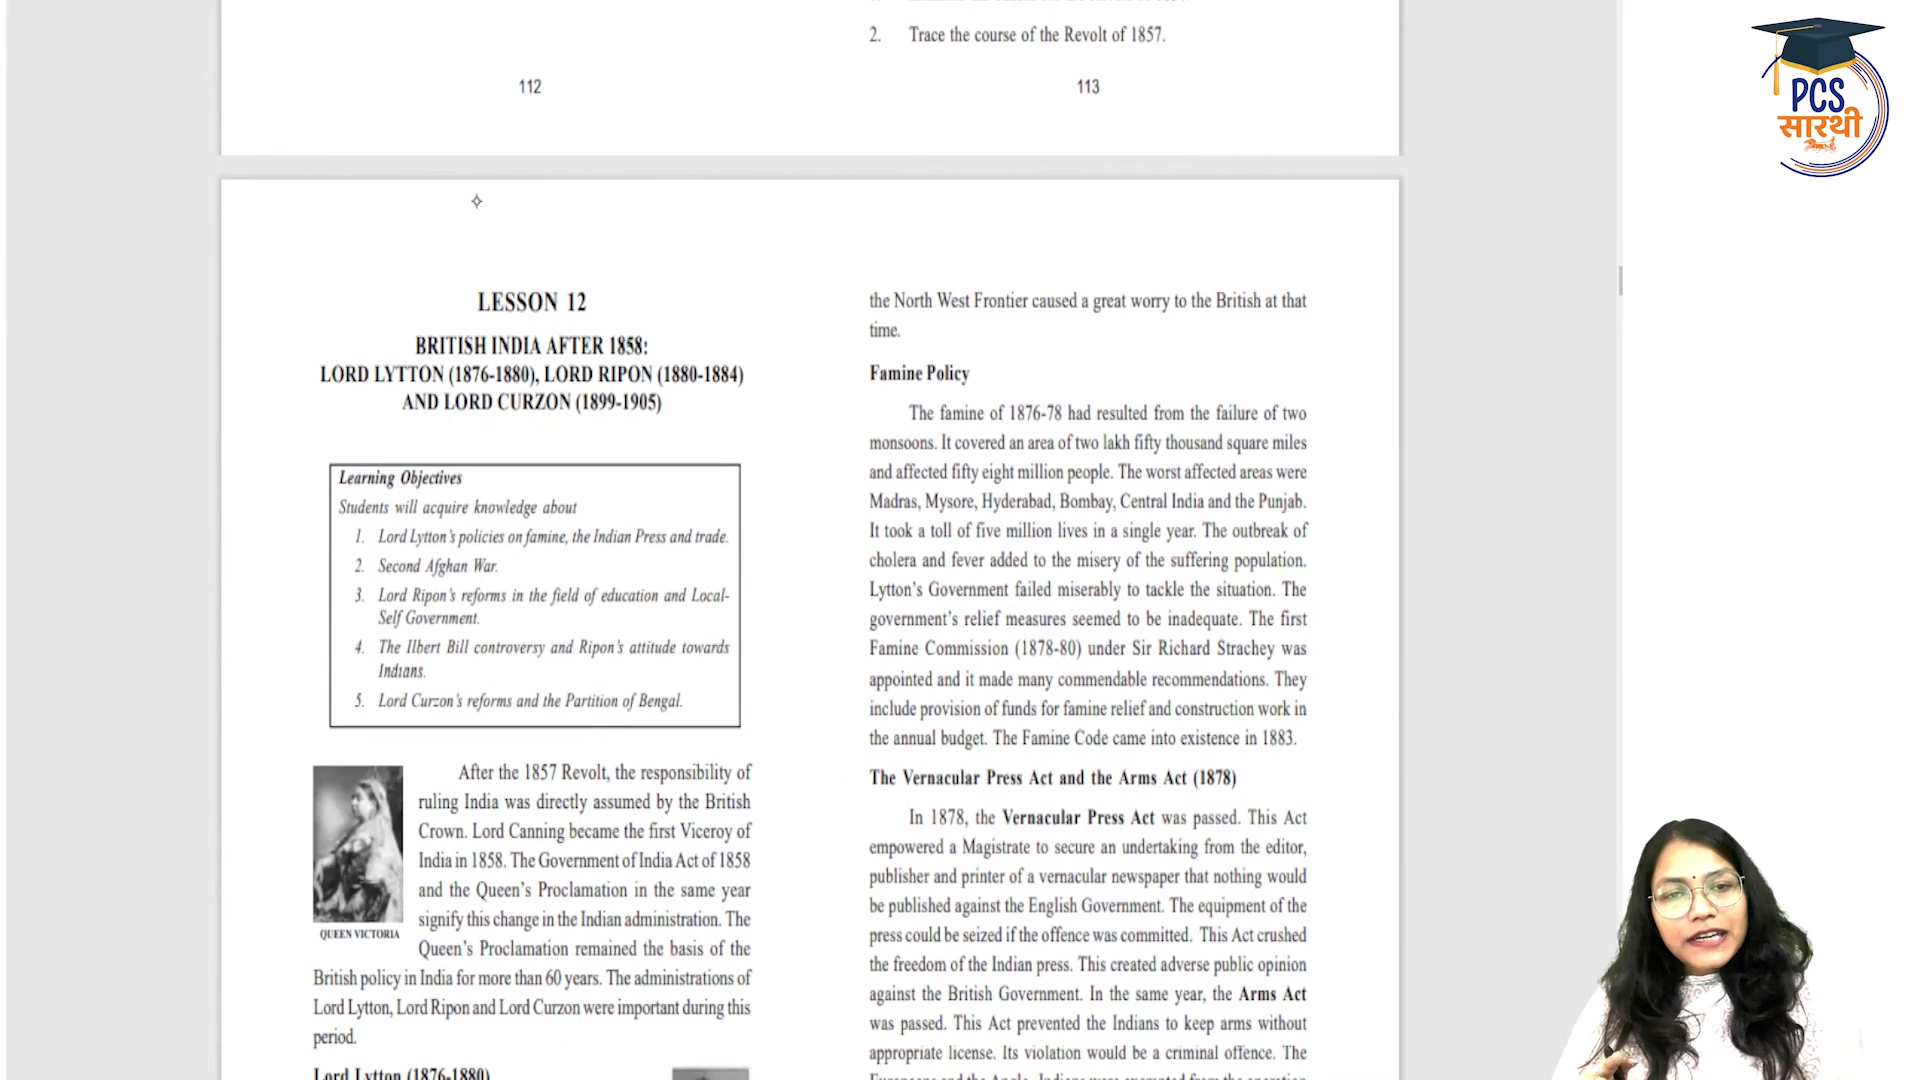 2. Trace the course of the Revolt of 1857.
112
113
PCS
सारथी
LESSON 12
BRITISH INDIA AFTER 1858:
LORD LYTTON (1876-1880), LORD RIPON (1880-1884)
AND LORD CURZON (1899-1905)
Learning Objectives
Students will acquire knowledge about
1. Lord Lytton's policies on famine, the Indian Press and trade.
2. Second Afghan War.
3. Lord Ripon's reforms in the field of education and Local-
Self Government.
4. The Ilbert Bill controversy and Ripon's attitude towards
Indians.
5. Lord Curzon's reforms and the Partition of Bengal.
QUEEN VICTORIA
After the 1857 Revolt, the responsibility of
ruling India was directly assumed by the British
Crown. Lord Canning became the first Viceroy of
India in 1858. The Government of India Act of 1858
and the Queen's Proclamation in the same year
signify this change in the Indian administration. The
Queen's Proclamation remained the basis of the
British policy in India for more than 60 years. The administrations of
Lord Lytton, Lord Ripon and Lord Curzon were important during this
period.
Lord Lytton (1876-1880)
the North West Frontier caused a great worry to the British at that
time.
Famine Policy
The famine of 1876-78 had resulted from the failure of two
monsoons. It covered an area of two lakh fifty thousand square miles
and affected fifty eight million people. The worst affected areas were
Madras, Mysore, Hyderabad, Bombay, Central India and the Punjab.
It took a toll of five million lives in a single year. The outbreak of
cholera and fever added to the misery of the suffering population.
Lytton's Government failed miserably to tackle the situation. The
government's relief measures seemed to be inadequate. The first
Famine Commission (1878-80) under Sir Richard Strachey was
appointed and it made many commendable recommendations. They
include provision of funds for famine relief and construction work in
the annual budget. The Famine Code came into existence in 1883.
The Vernacular Press Act and the Arms Act (1878)
In 1878, the Vernacular Press Act was passed. This Act
empowered a Magistrate to secure an undertaking from the editor,
publisher and printer of a vernacular newspaper that nothing would
be published against the English Government. The equipment of the
press could be seized if the offence was committed. This Act crushed
the freedom of the Indian press. This created adverse public opinion
against the British Government. In the same year, the Arms Act
was passed. This Act prevented the Indians to keep arms without
appropriate license. Its violation would be a criminal offence. The